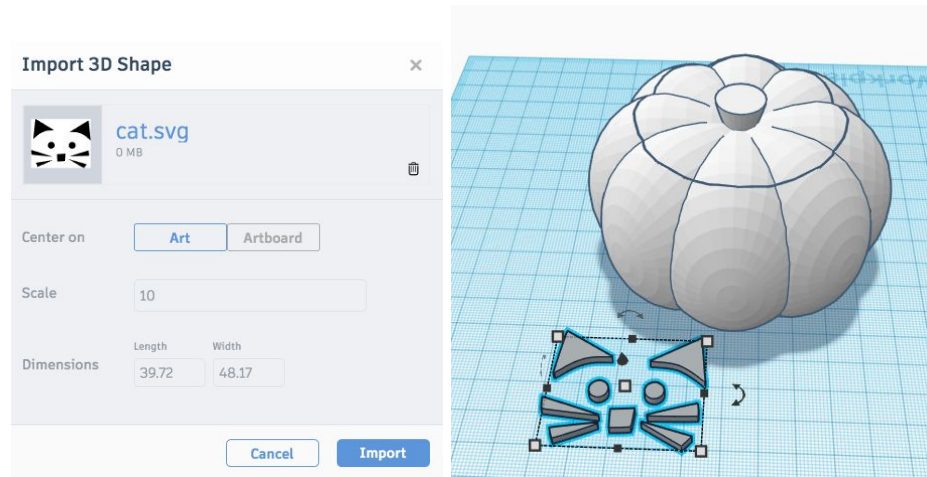 Import 3D Shape
×
cat.svg
0 MB
Center on
Art
Artboard
Scale
10
Length
Width
Dimensions
39.72
48.17
Cancel
Import